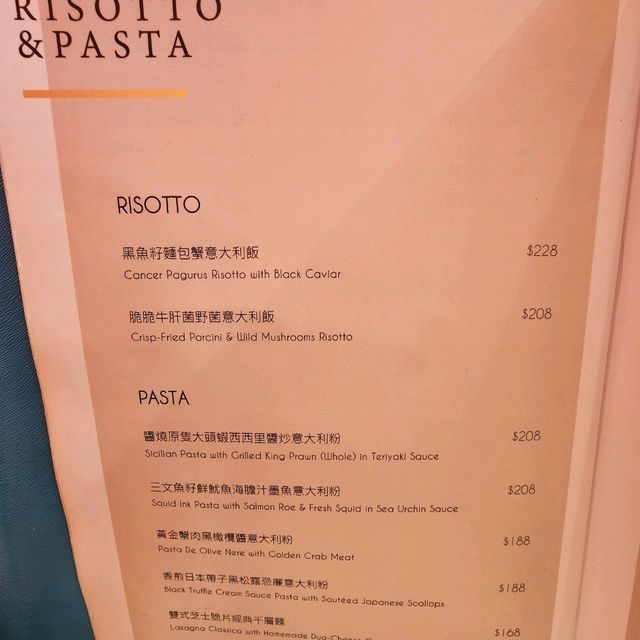 RISOTTO
&PASTA
RISOTTO
黑魚籽麵包蟹意大利飯 $228
Cancer Pagurus Risotto with Black Caviar
脆脆牛肝菌野菌意大利飯 $208
Crisp-Fried Porcini & Wild Mushrooms Risotto
PASTA
醬燒原隻大頭蝦西西里醬炒意大利粉 $208
Sicilian Pasta with Grilled King Prawn (Whole) in Teriyaki Sauce
三文魚籽鮮魷魚海膽汁墨魚意大利粉 $208
Squid Ink Pasta with Salmon Roe & Fresh Squid in Sea Urchin Sauce
黃金蟹肉黑橄欖醬意大利粉 $188
Pasta De Olive Nere with Golden Crab Meat
香煎日本帶子黑松露忌廉意大利粉 $188
Black Truffle Cream Sauce Pasta with Sautéed Japanese Scallops
雙式芝士脆片經典千層麵 $168
Lasagna Classica with Homemade Duo-Cheese